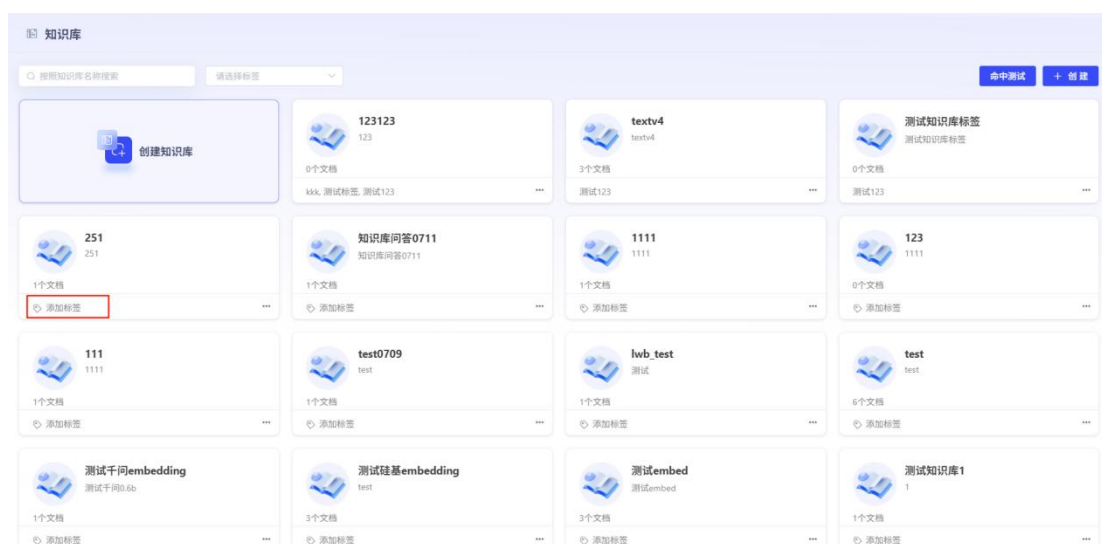 知识库
按照知识库名称搜索
请选择标签
命中测试
+ 创建
创建知识库
123123
123
0个文档
kkk, 测试标签, 测试123
textv4
textv4
3个文档
测试123
测试知识库标签
测试知识库标签
0个文档
测试123
251
251
1个文档
添加标签
知识库问答0711
知识库问答0711
1个文档
添加标签
1111
1111
1个文档
添加标签
123
1111
0个文档
添加标签
111
1111
1个文档
添加标签
test0709
test
1个文档
添加标签
lwb_test
测试
1个文档
添加标签
test
test
6个文档
添加标签
测试千问embedding
测试千问0.6b
1个文档
添加标签
测试硅基embedding
test
3个文档
添加标签
测试embed
测试embed
3个文档
添加标签
测试知识库1
1
1个文档
添加标签